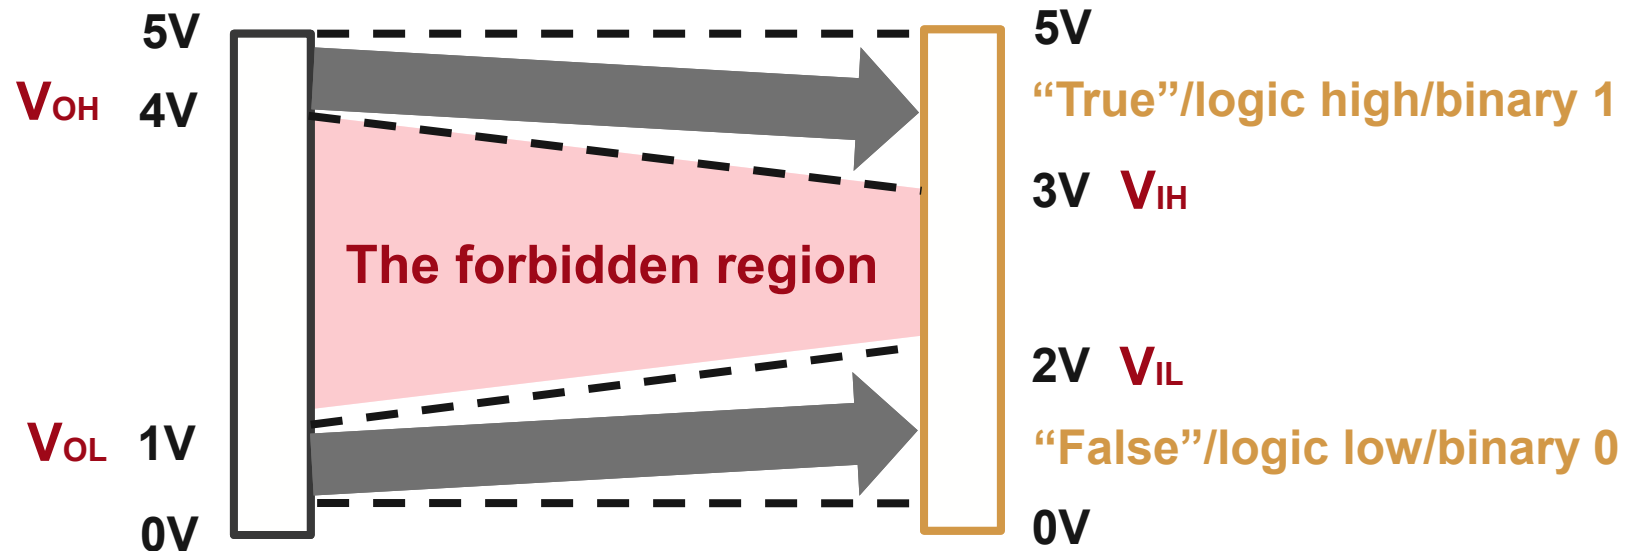 5V
5V
VOH 4V
“True”/logic high/binary 1
3V VIH
The forbidden region
2V VIL
VOL 1V
“False”/logic low/binary 0
0V
0V